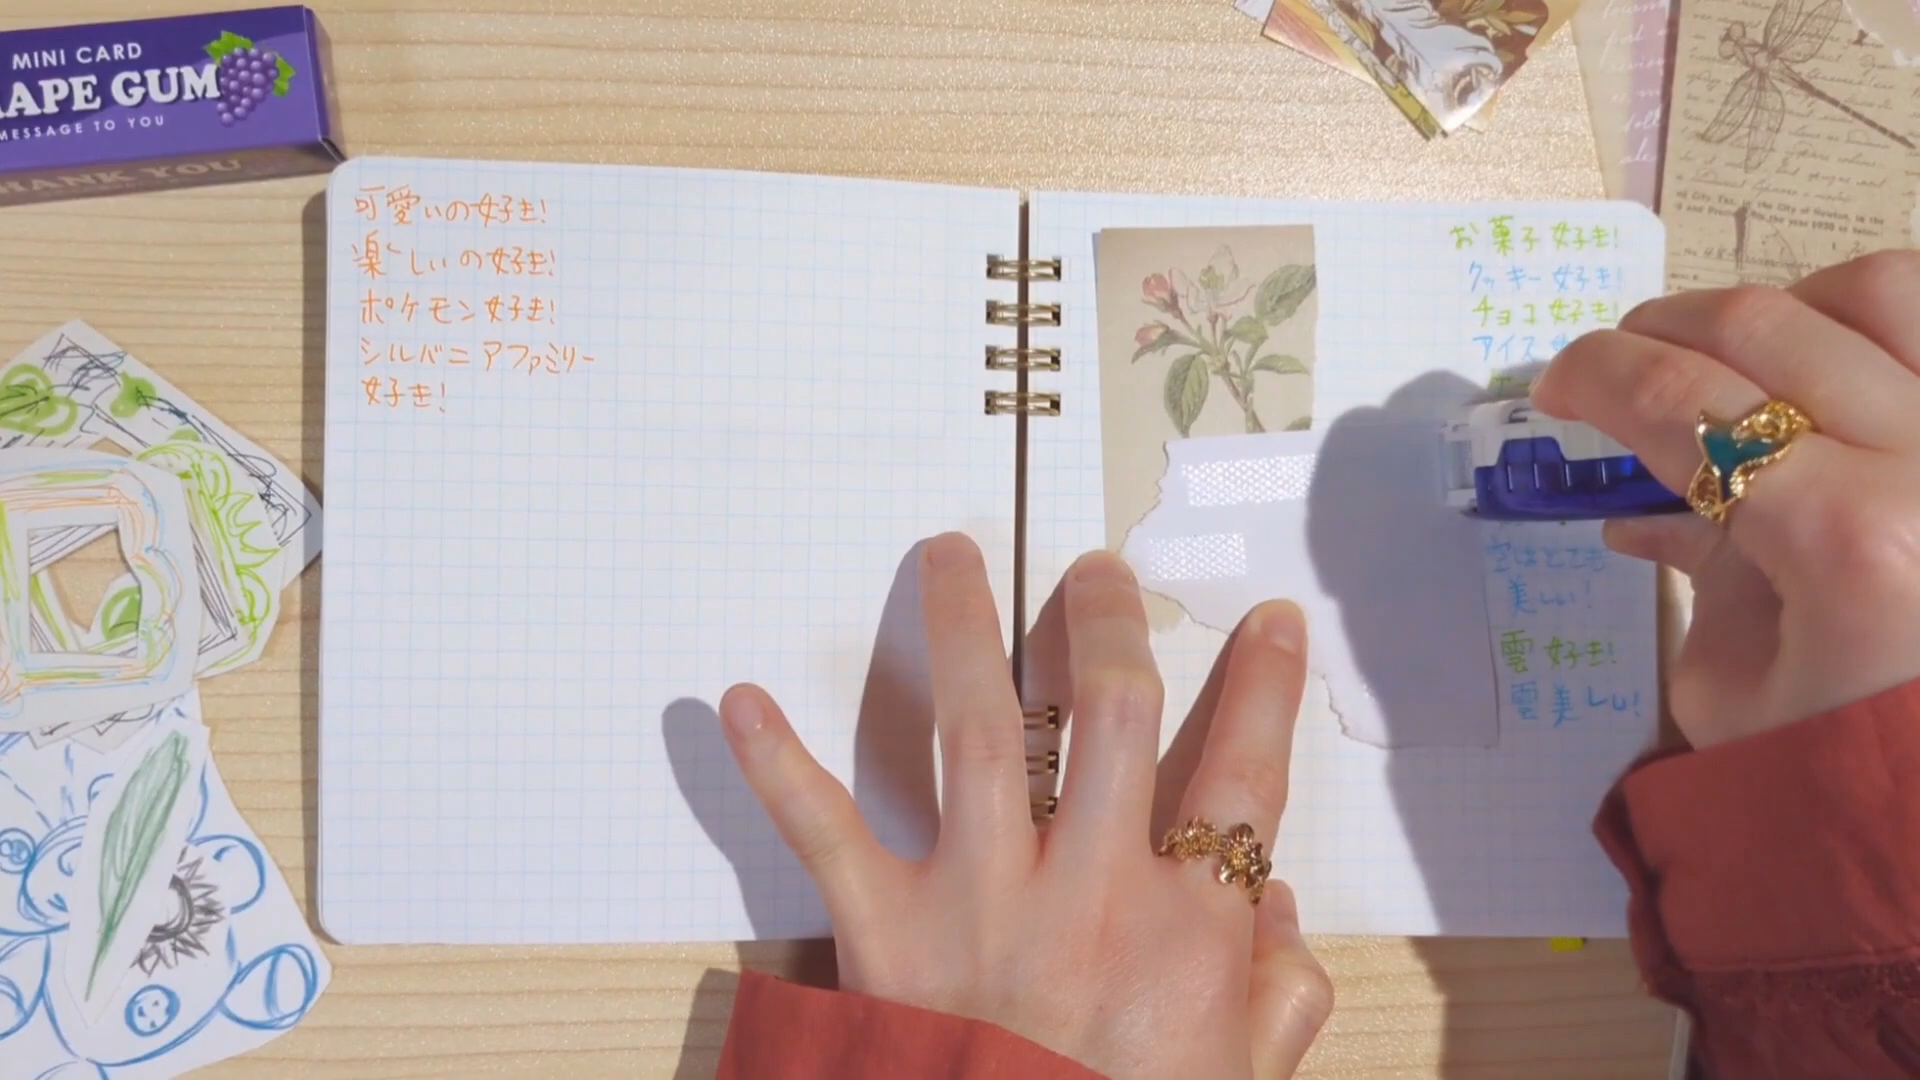 MINI CARD
APE GUM
MESSAGE TO YOU
HANK YOU
可愛いの好き!
楽しいの好き!
ポケモン好き!
シルバニアファミリー
好き!
お菓子好き!
クッキー好き!
チョコ好き!
アイス
空はとても
美しい!
雲好き!
雲美しい!